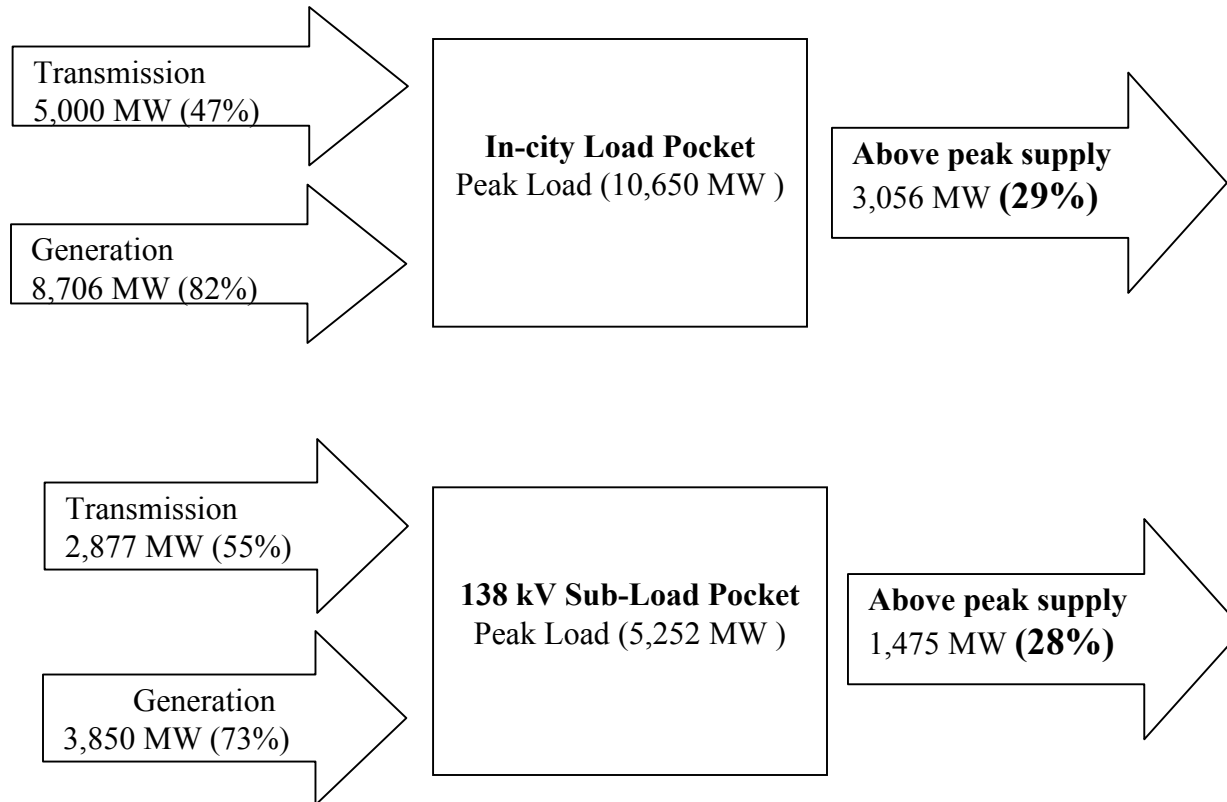 Transmission
5,000 MW (47%)
Generation
8,706 MW (82%)
In-city Load Pocket
Peak Load (10,650 MW )
Above peak supply
3,056 MW (29%)
Transmission
2,877 MW (55%)
Generation
3,850 MW (73%)
138 kV Sub-Load Pocket
Peak Load (5,252 MW )
Above peak supply
1,475 MW (28%)